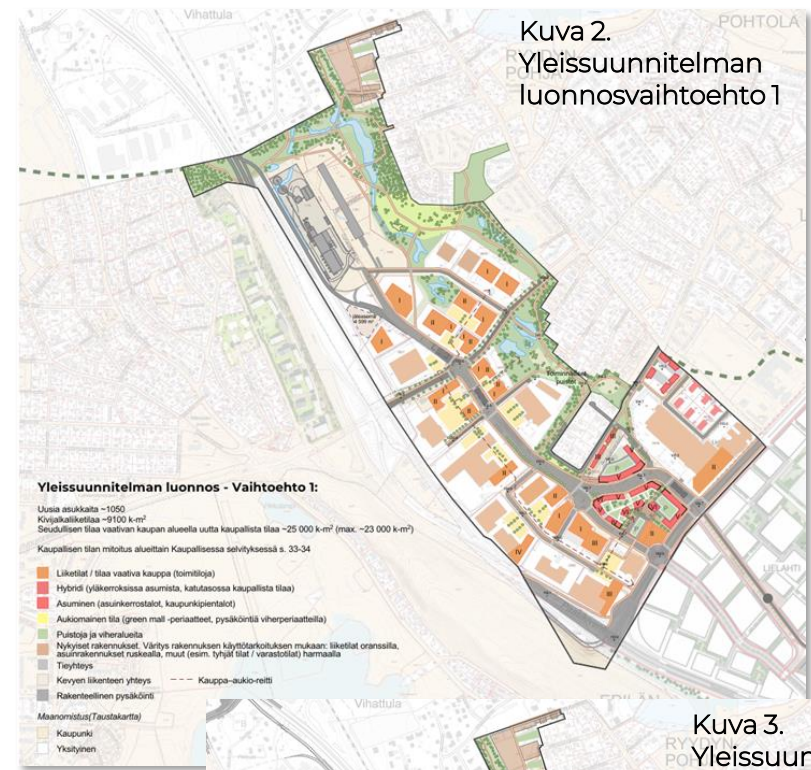 Vihattula
POHTOLA
Kuva 2.
Yleissuunnitelman
luonnosvaihtoehto 1
Yleissuunnitelman luonnos - Vaihtoehto 1:
Uusia asukkaita ~1050
Kivijalkaliiketilaa ~9100 k-m²
Seudullisen tilaa vaativan kaupan alueella uutta kaupallista tilaa ~25 000 k-m² (max. ~23 000 k-m²)
Kaupallisen tilan mitoitus alueittain Kaupallisessa selvityksessä s. 33-34
Liiketilat / tilaa vaativa kauppa (toimitiloja)
Hybridi (yläkerroksissa asumista, katutasossa kaupallista tilaa)
Asuminen (asuinkerrostalot, kaupunkipientalot)
Aukiomainen tila (green mall -periaatteet, pysäköintiä viherperiaatteilla)
Puistoja ja viheralueita
Nykyiset rakennukset. Väritys rakennuksen käyttötarkoituksen mukaan: liiketilat oranssilla,
asuinrakennukset ruskealla, muut (esim. tyhjät tilat / varastotilat) harmaalla
Tieyhteys
Kevyen liikenteen yhteys
Kauppa-aukio-reitti
Rakenteellinen pysäköinti
Maanomistus(Taustakartta)
Kaupunki
Yksityinen
LIELAHTI
Vihattula
Kuva 3.
Yleissuun